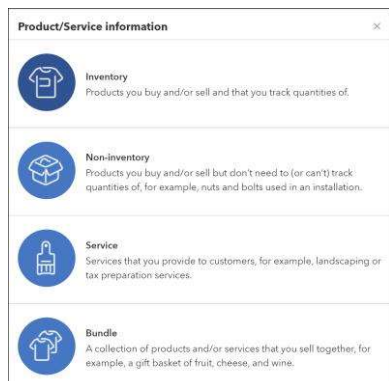 Product/Service information
Inventory
Products you buy and/or sell and that you track quantities of.
Non-inventory
Products you buy and/or sell but don't need to (or can't) track
quantities of, for example, nuts and bolts used in an installation.
Service
Services that you provide to customers, for example, landscaping or
tax preparation services.
Bundle
A collection of products and/or services that you sell together, for
example, a gift basket of fruit, cheese, and wine.